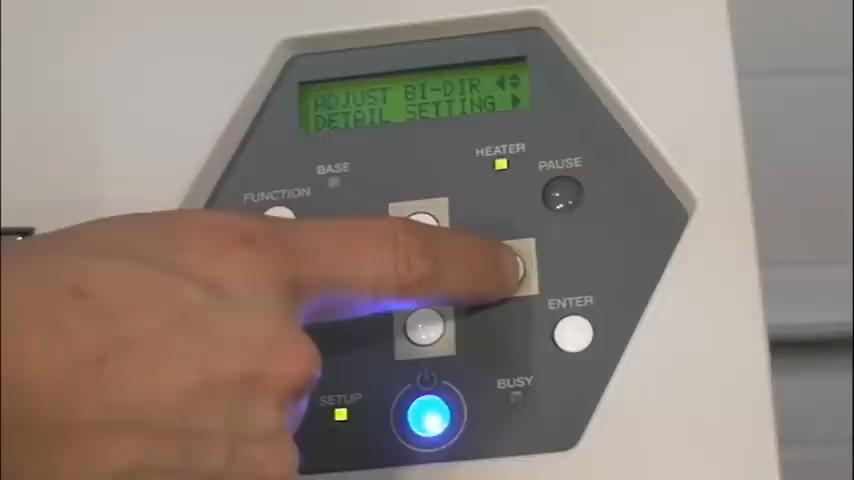 ADJUST BI-DIR
DETAIL SETTING
HEATER
PAUSE
BASE
FUNCTION
ENTER
BUSY
SETUP